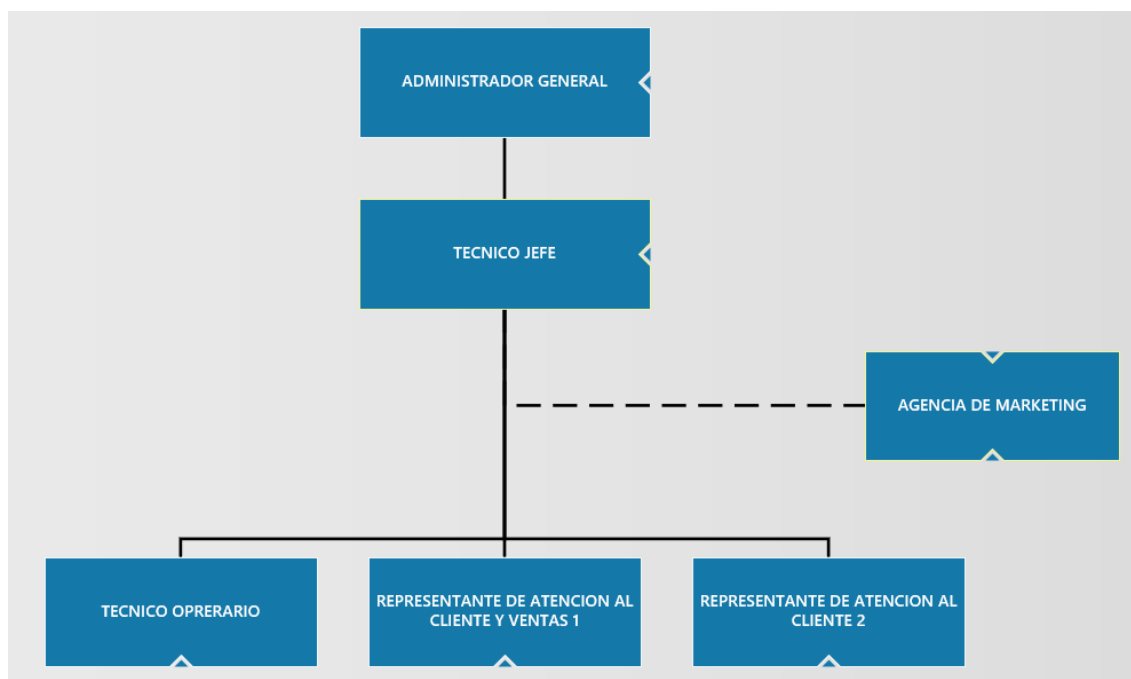 ADMINISTRADOR GENERAL
TECNICO JEFE
AGENCIA DE MARKETING
TECNICO OPRERARIO
REPRESENTANTE DE ATENCION AL
CLIENTE Y VENTAS 1
REPRESENTANTE DE ATENCION AL
CLIENTE 2